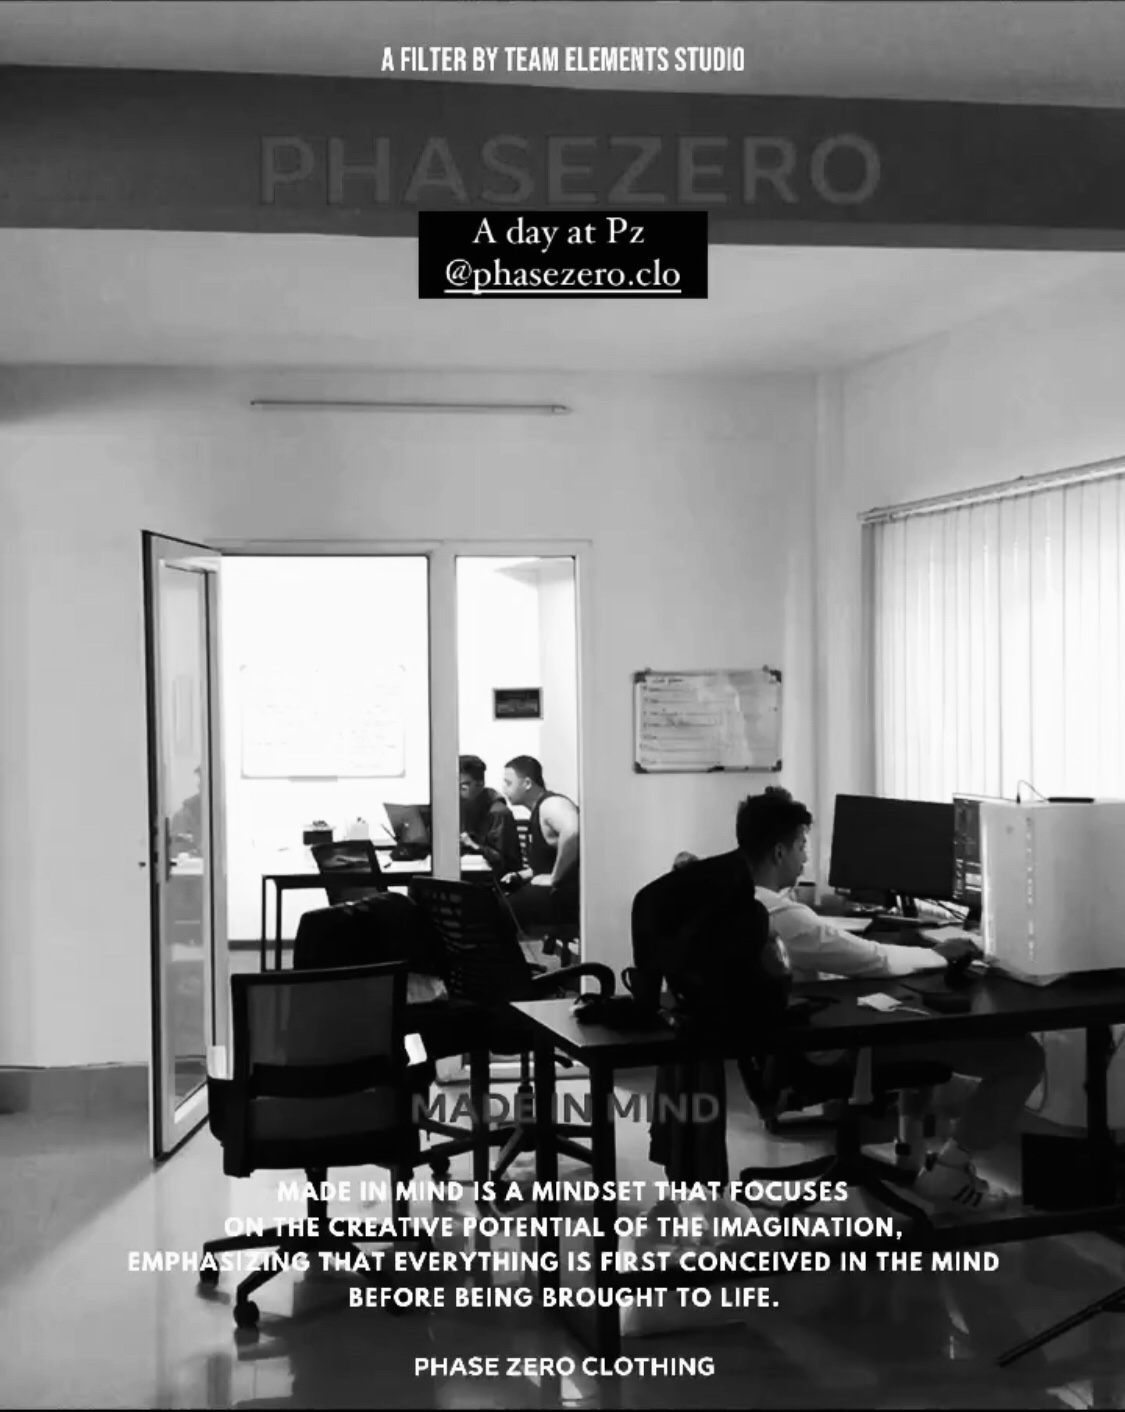 A FILTER BY TEAM ELEMENTS STUDIO
PHASEZERO
A day at Pz
@phasezero.clo
MADE IN MIND
MADE IN MIND IS A MINDSET THAT FOCUSES
ON THE CREATIVE POTENTIAL OF THE IMAGINATION,
EMPHASIZING THAT EVERYTHING IS FIRST CONCEIVED IN THE MIND
BEFORE BEING BROUGHT TO LIFE.
PHASE ZERO CLOTHING